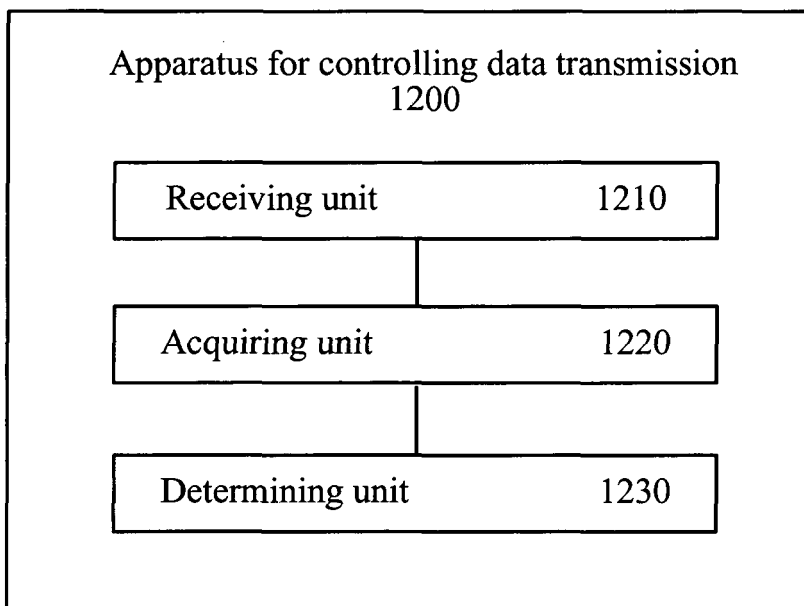 Apparatus for controlling data transmission
1200
Receiving unit 1210
Acquiring unit 1220
Determining unit 1230